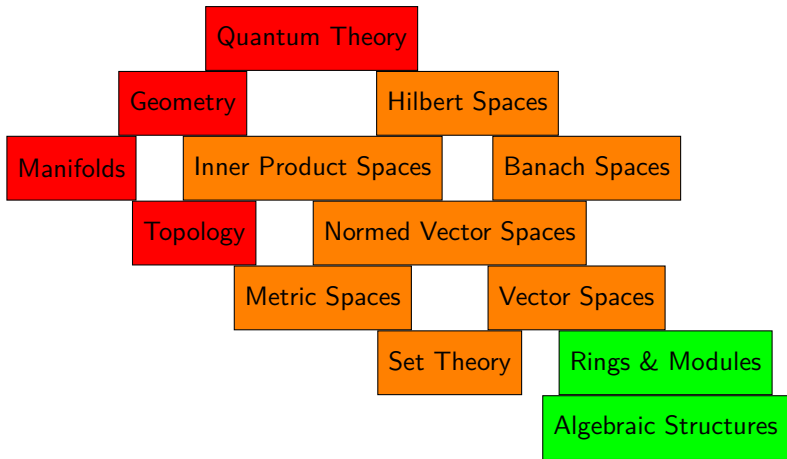 Quantum Theory
Geometry
Hilbert Spaces
Manifolds
Inner Product Spaces
Banach Spaces
Topology
Normed Vector Spaces
Metric Spaces
Vector Spaces
Set Theory
Rings & Modules
Algebraic Structures